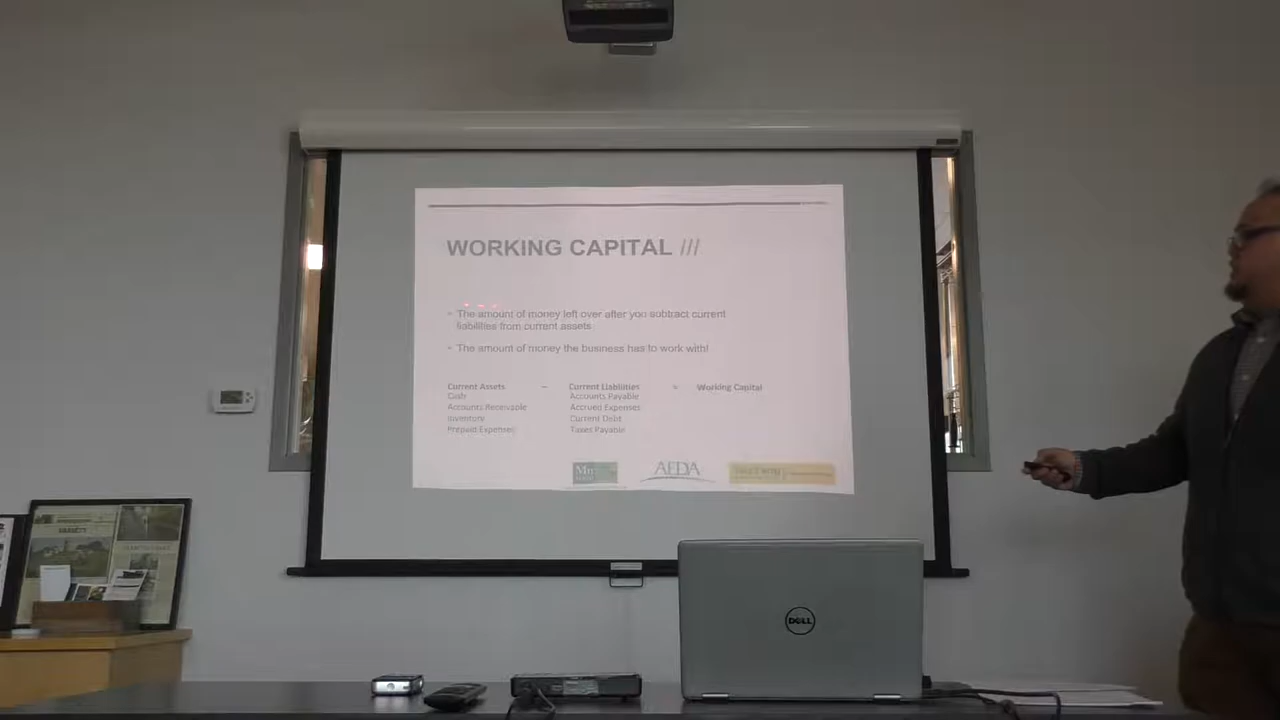 WORKING CAPITAL ///
- The amount of money left over after you subtract current
liabilities from current assets
- The amount of money the business has to work with!
Current Assets – Current Liabilities = Working Capital
Cash Accounts Payable
Accounts Receivable Accrued Expenses
Inventory Current Debt
Prepaid Expenses Taxes Payable
AEDA
DELL